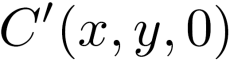 C′(x, y, 0)